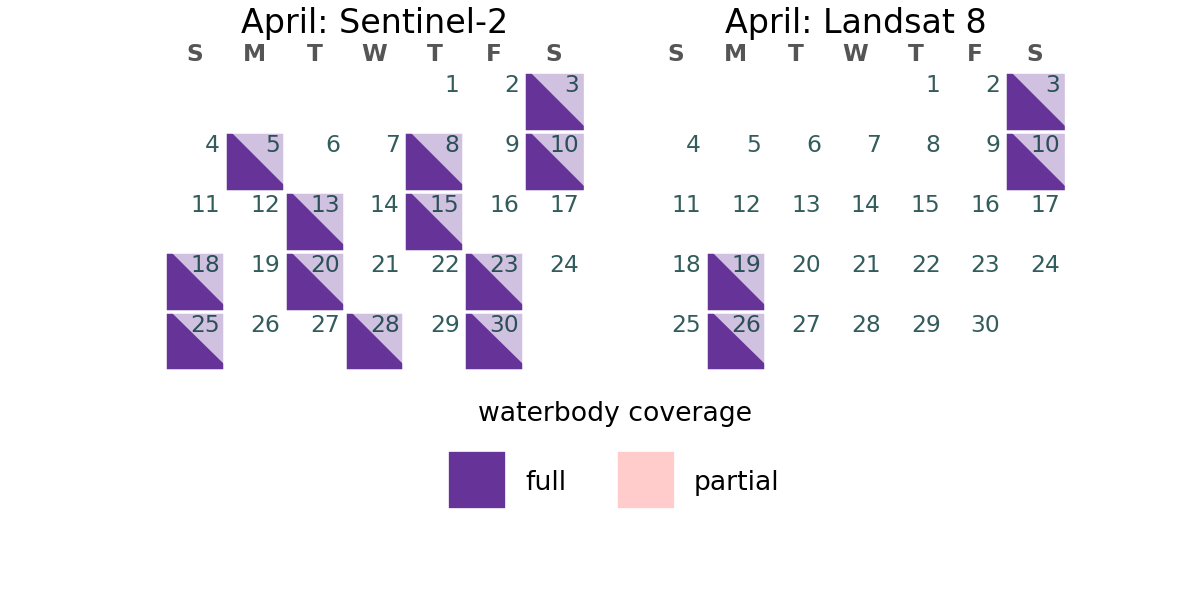 April: Sentinel-2
S M T W T F S
1 2 3
4 5 6 7 8 9 10
11 12 13 14 15 16 17
18 19 20 21 22 23 24
25 26 27 28 29 30
April: Landsat 8
S M T W T F S
1 2 3
4 5 6 7 8 9 10
11 12 13 14 15 16 17
18 19 20 21 22 23 24
25 26 27 28 29 30
waterbody coverage
full
partial